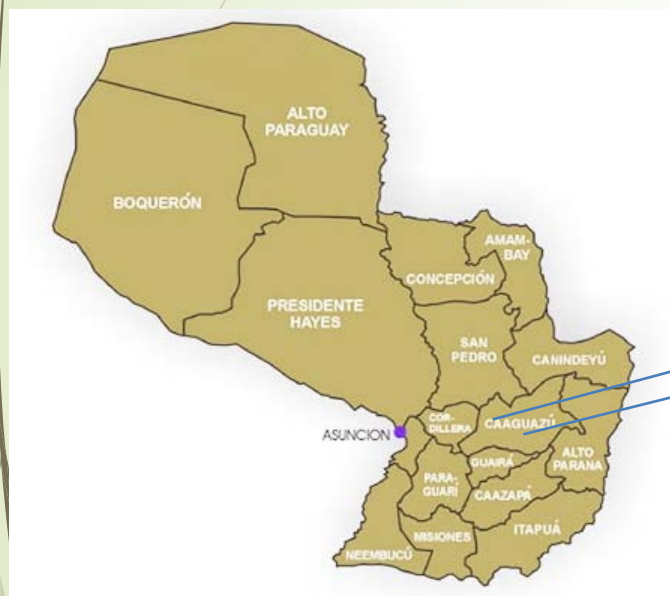 ALTO
PARAGUAY
BOQUERÓN
AMAM-
BAY
CONCEPCIÓN
PRESIDENTE
HAYES
SAN
PEDRO
CANINDEYÚ
COR-
DILLERA
CAAGUAZÚ
ASUNCION
GUAIRÁ
ALTO
PARANA
PARA-
GUARÍ
CAAZAPÁ
ITAPUÁ
MISIONES
NEEMBUCÚ